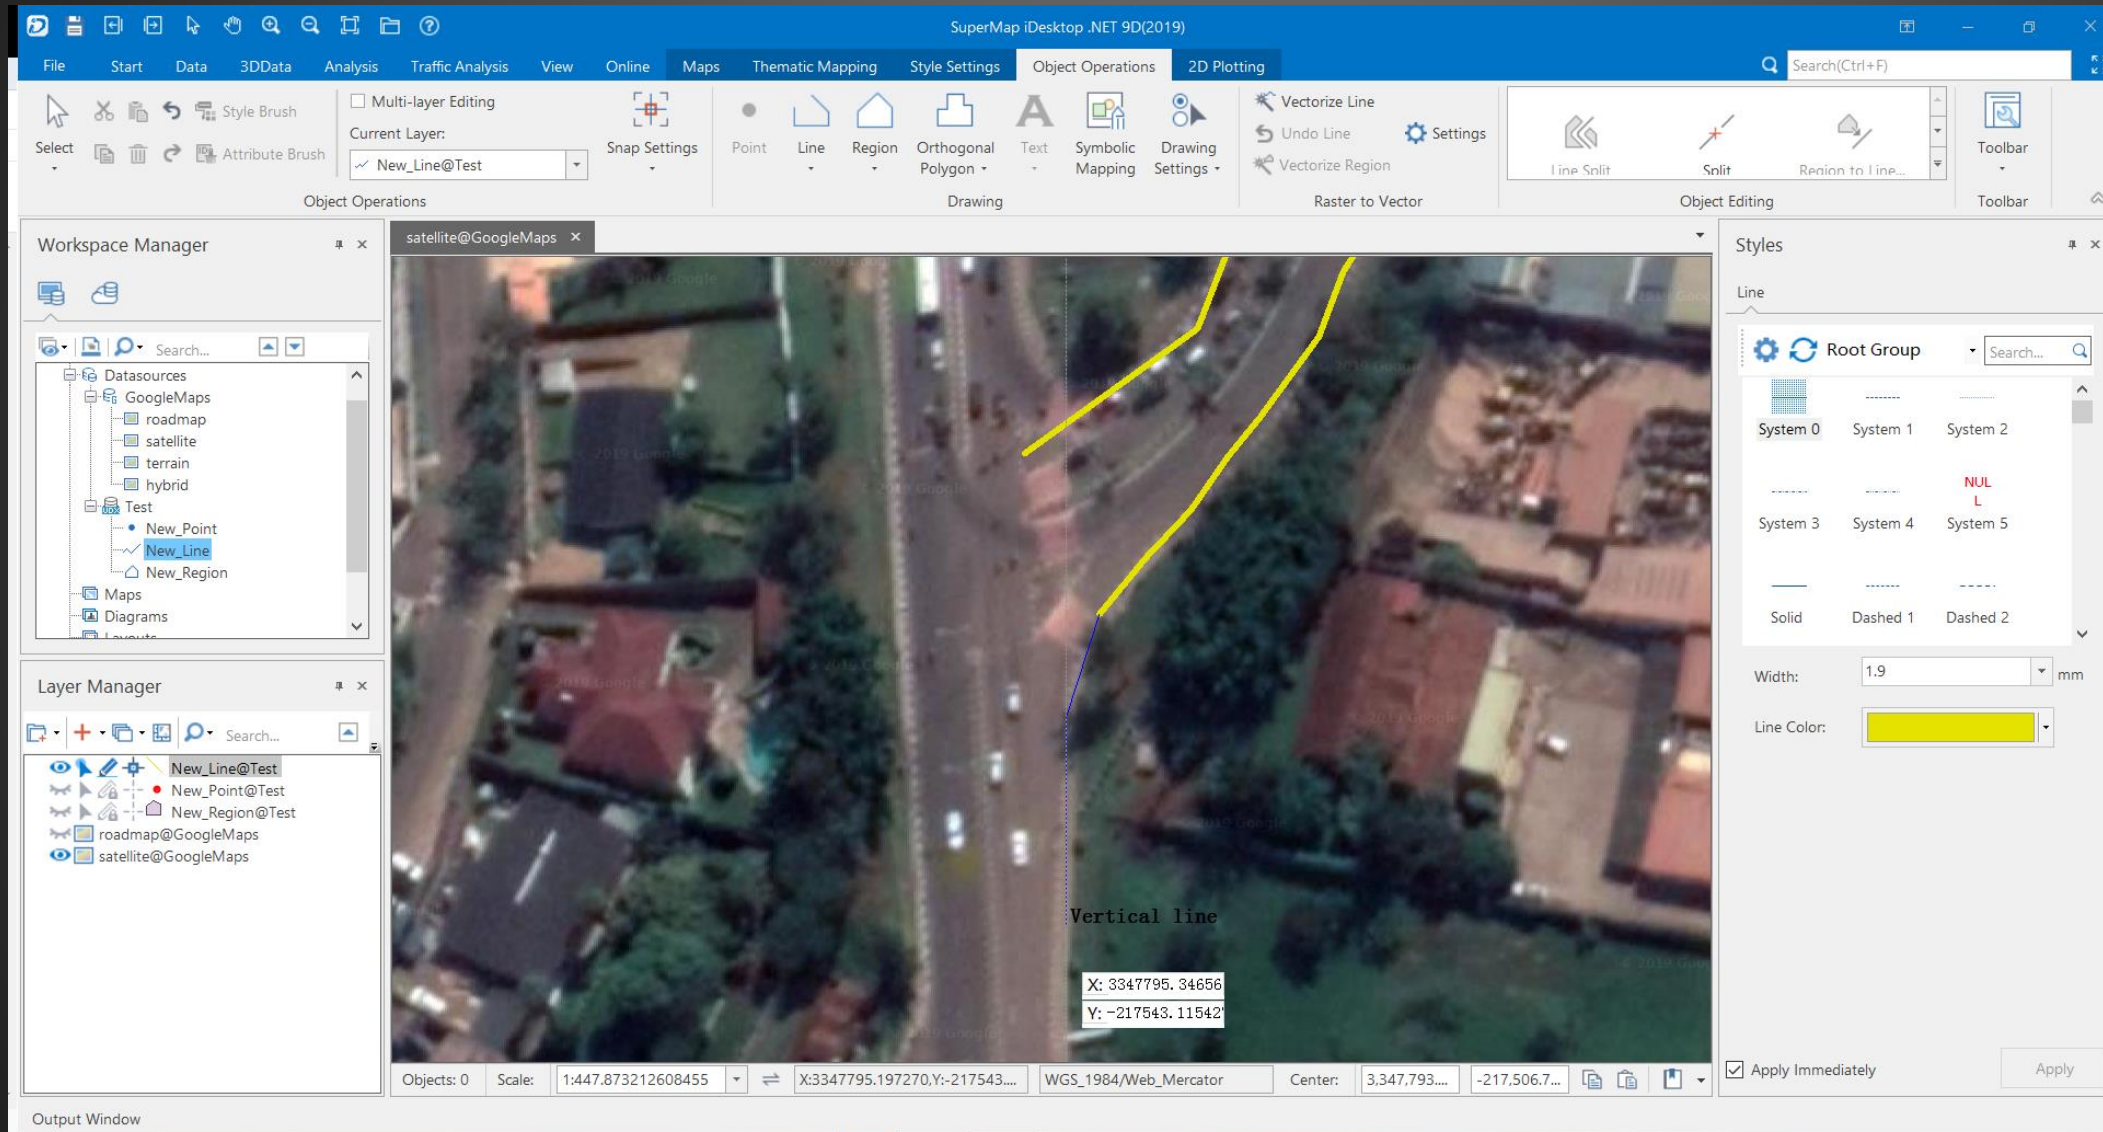 SuperMap iDesktop .NET 9D(2019)
File Start Data 3DData Analysis Traffic Analysis View Online Maps Thematic Mapping Style Settings Object Operations 2D Plotting Search(Ctrl+F)
Select
Style Brush
Attribute Brush
Multi-layer Editing
Current Layer:
New_Line@Test
Snap Settings
Object Operations
Point
Line
Region
Orthogonal
Polygon
Text
Symbolic
Mapping
Drawing
Settings
Drawing
Vectorize Line
Undo Line
Vectorize Region
Settings
Raster to Vector
Line Split
Split
Region to Line...
Object Editing
Toolbar
Toolbar
Workspace Manager
Search...
Datasources
GoogleMaps
roadmap
satellite
terrain
hybrid
Test
New_Point
New_Line
New_Region
Maps
Diagrams
Layouts
Layer Manager
Search...
New_Line@Test
New_Point@Test
New_Region@Test
roadmap@GoogleMaps
satellite@GoogleMaps
satellite@GoogleMaps
Vertical line
X: 3347795.34656
Y: -217543.11542
Objects: 0 Scale: 1:447.873212608455 X:3347795.197270,Y:-217543.... WGS_1984/Web_Mercator Center: 3,347,793.... -217,506.7...
Styles
Line
Root Group Search...
System 0 System 1 System 2
NUL
L
System 3 System 4 System 5
Solid Dashed 1 Dashed 2
Width: 1.9 mm
Line Color:
Apply Immediately Apply
Output Window